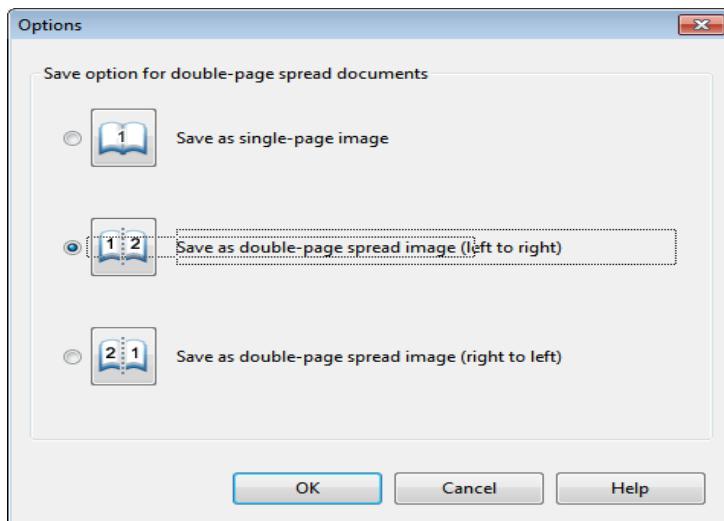 Options
Save option for double-page spread documents
1 Save as single-page image
1 2 Save as double-page spread image (left to right)
2 1 Save as double-page spread image (right to left)
OK Cancel Help